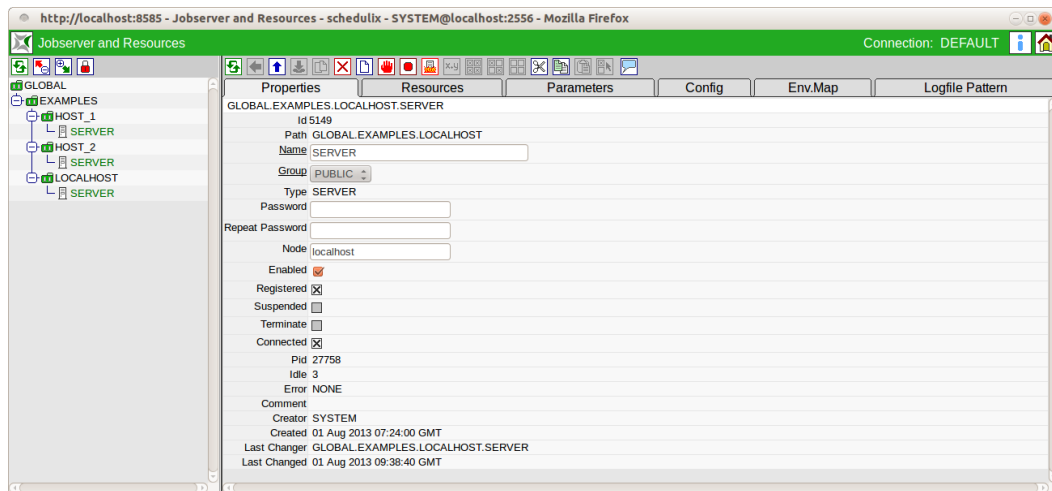 http://localhost:8585 - Jobserver and Resources - schedulix - SYSTEM@localhost:2556 - Mozilla Firefox
Jobserver and Resources
Connection: DEFAULT
GLOBAL
EXAMPLES
HOST_1
SERVER
HOST_2
SERVER
LOCALHOST
SERVER
Properties Resources Parameters Config Env.Map Logfile Pattern
GLOBAL.EXAMPLES.LOCALHOST.SERVER
Id 5149
Path GLOBAL.EXAMPLES.LOCALHOST
Name SERVER
Group PUBLIC
Type SERVER
Password
Repeat Password
Node localhost
Enabled
Registered
Suspended
Terminate
Connected
Pid 27758
Idle 3
Error NONE
Comment
Creator SYSTEM
Created 01 Aug 2013 07:24:00 GMT
Last Changer GLOBAL.EXAMPLES.LOCALHOST.SERVER
Last Changed 01 Aug 2013 09:38:40 GMT